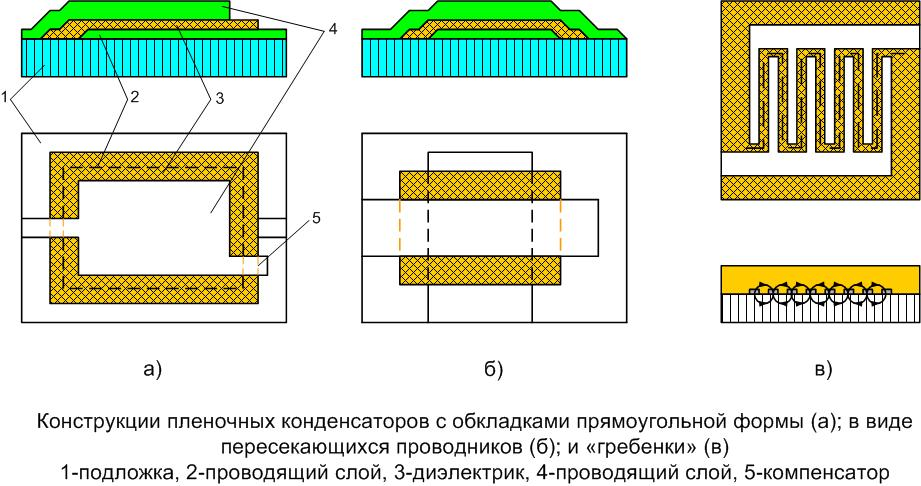 4
1
2
3
5
а)
б)
в)
Конструкции пленочных конденсаторов с обкладками прямоугольной формы (а); в виде
пересекающихся проводников (б); и «гребенки» (в)
1-подложка, 2-проводящий слой, 3-диэлектрик, 4-проводящий слой, 5-компенсатор